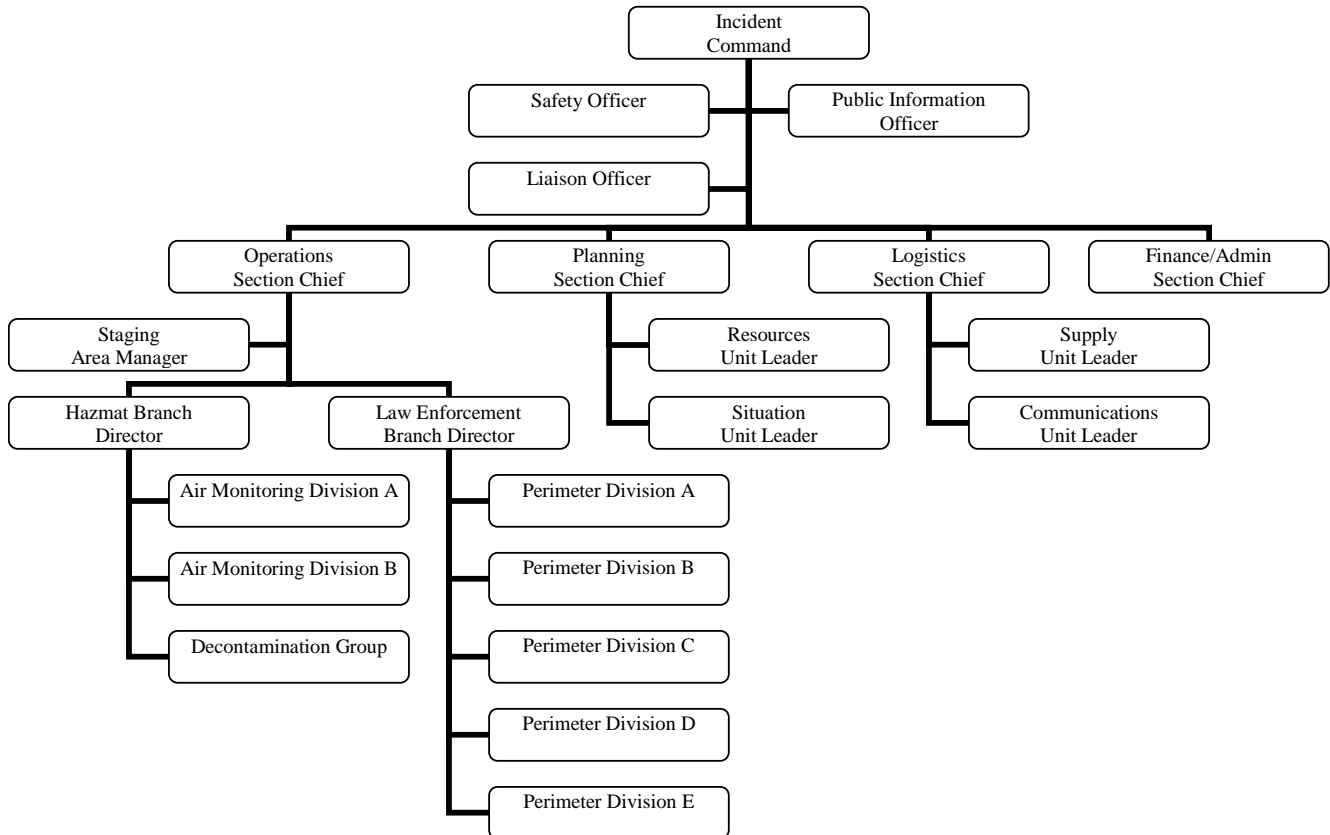 Incident
Command
Safety Officer
Public Information
Officer
Liaison Officer
Operations
Section Chief
Planning
Section Chief
Logistics
Section Chief
Finance/Admin
Section Chief
Staging
Area Manager
Resources
Unit Leader
Supply
Unit Leader
Hazmat Branch
Director
Law Enforcement
Branch Director
Situation
Unit Leader
Communications
Unit Leader
Air Monitoring Division A
Perimeter Division A
Air Monitoring Division B
Perimeter Division B
Decontamination Group
Perimeter Division C
Perimeter Division D
Perimeter Division E